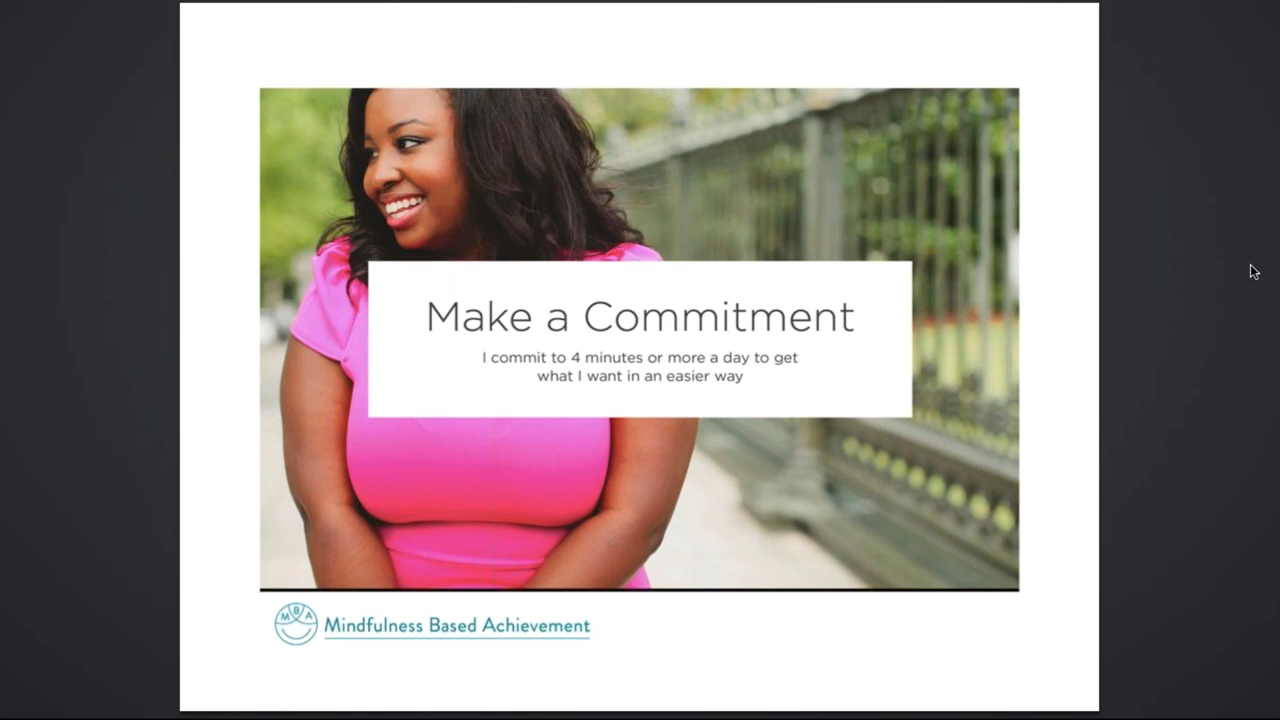 Make a Commitment
I commit to 4 minutes or more a day to get
what I want in an easier way
MBA
Mindfulness Based Achievement